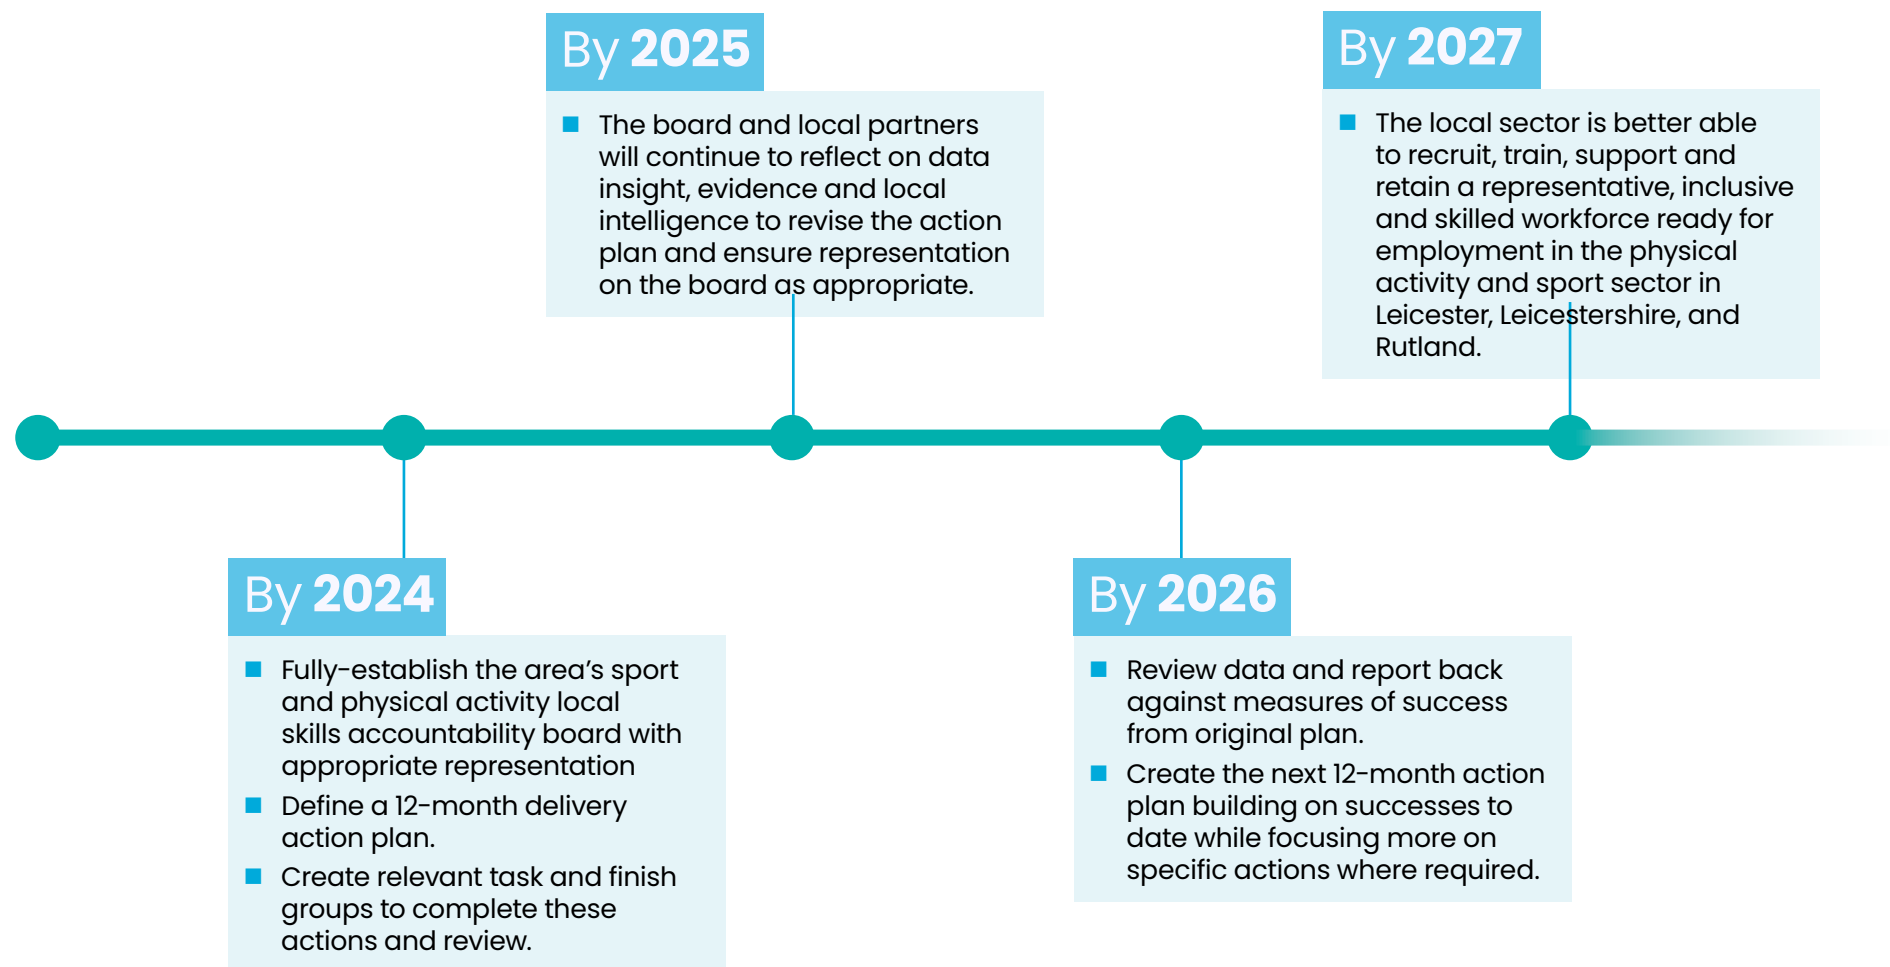 By 2025
The board and local partners
will continue to reflect on data
insight, evidence and local
intelligence to revise the action
plan and ensure representation
on the board as appropriate.
By 2027
The local sector is better able
to recruit, train, support and
retain a representative, inclusive
and skilled workforce ready for
employment in the physical
activity and sport sector in
Leicester, Leicestershire, and
Rutland.
By 2024
Fully-establish the area’s sport
and physical activity local
skills accountability board with
appropriate representation
Define a 12-month delivery
action plan.
Create relevant task and finish
groups to complete these
actions and review.
By 2026
Review data and report back
against measures of success
from original plan.
Create the next 12-month action
plan building on successes to
date while focusing more on
specific actions where required.